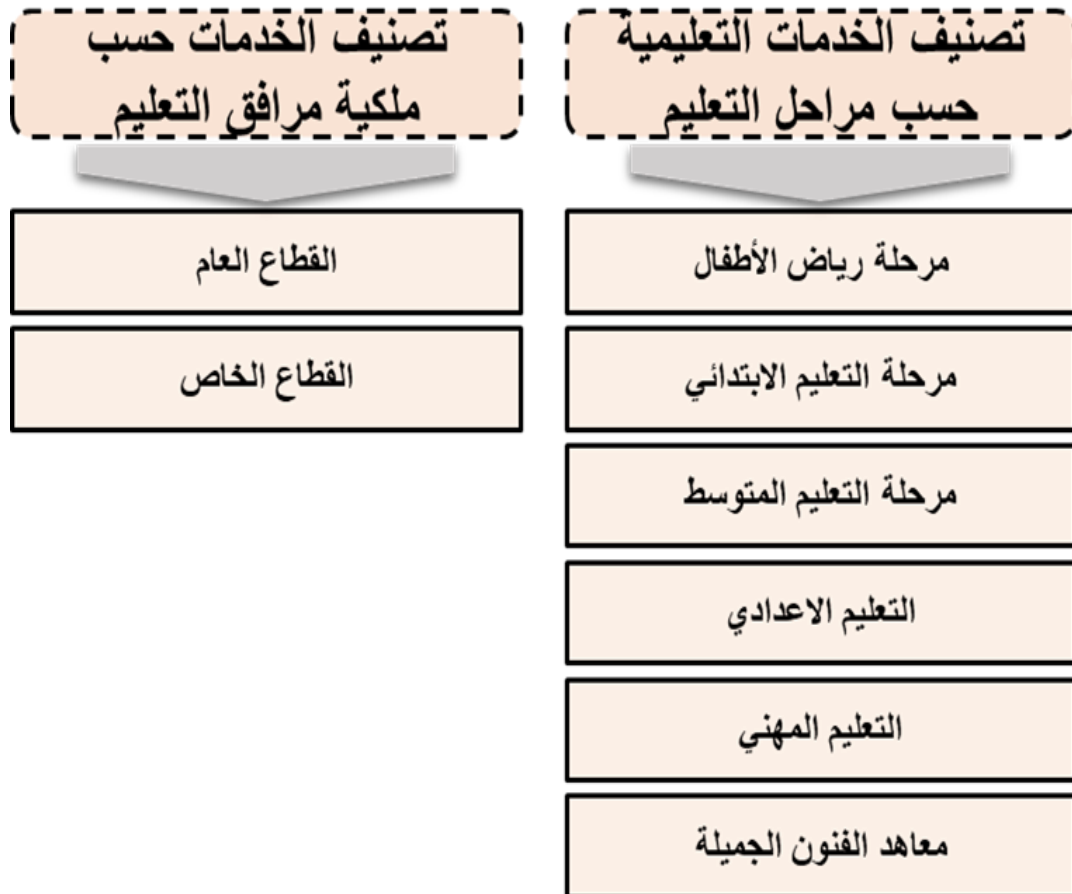 تصنيف الخدمات التعليمية
حسب مراحل التعليم
مرحلة رياض الأطفال
مرحلة التعليم الابتدائي
مرحلة التعليم المتوسط
التعليم الاعدادي
التعليم المهني
معاهد الفنون الجميلة
تصنيف الخدمات حسب
ملكية مرافق التعليم
القطاع العام
القطاع الخاص